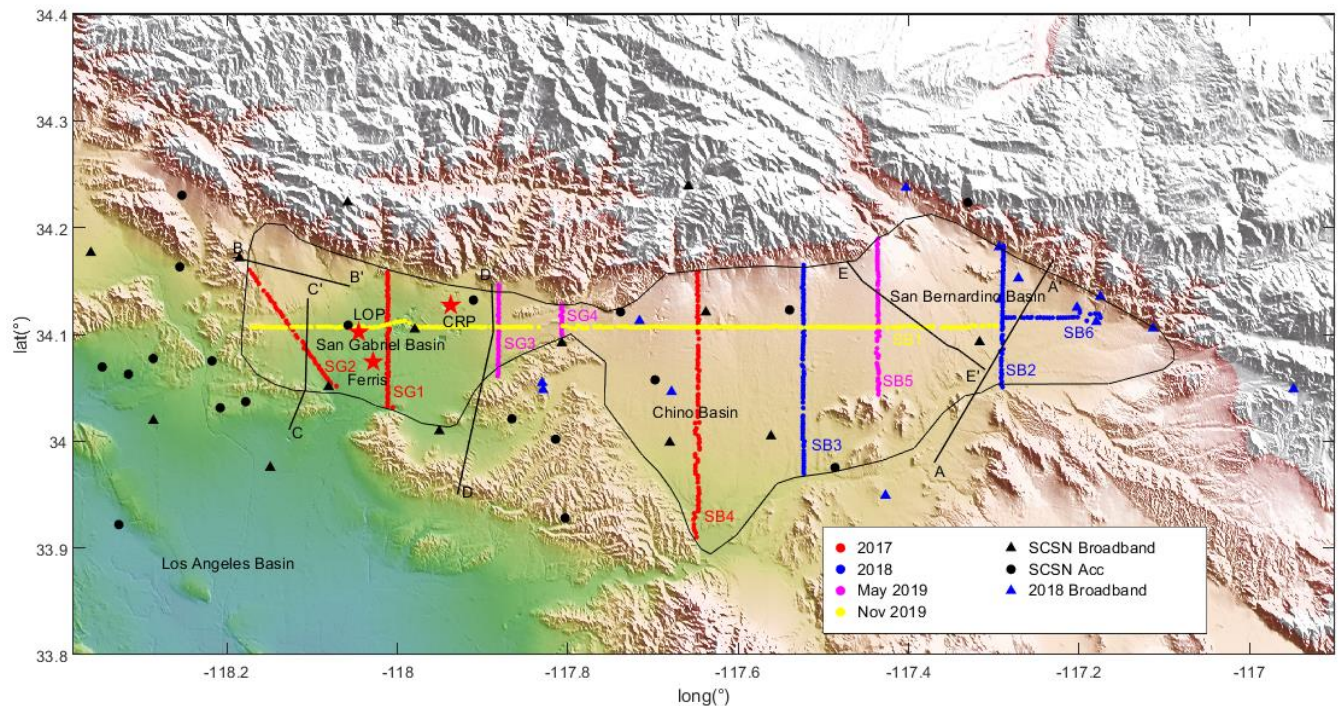 34.4
34.3
34.2
34.1
34
33.9
33.8
lat(°)
-118.2
-118
-117.8
-117.6
-117.4
-117.2
-117
long(°)
B
B'
C'
C
LOP
CRP
San Gabriel Basin
Ferris
SG2
SG1
D
D
SG3
SG4
Chino Basin
SB4
SB3
E
E'
SB5
SB1
San Bernardino Basin
SB2
SB6
A'
A
Los Angeles Basin
2017
2018
May 2019
Nov 2019
SCSN Broadband
SCSN Acc
2018 Broadband